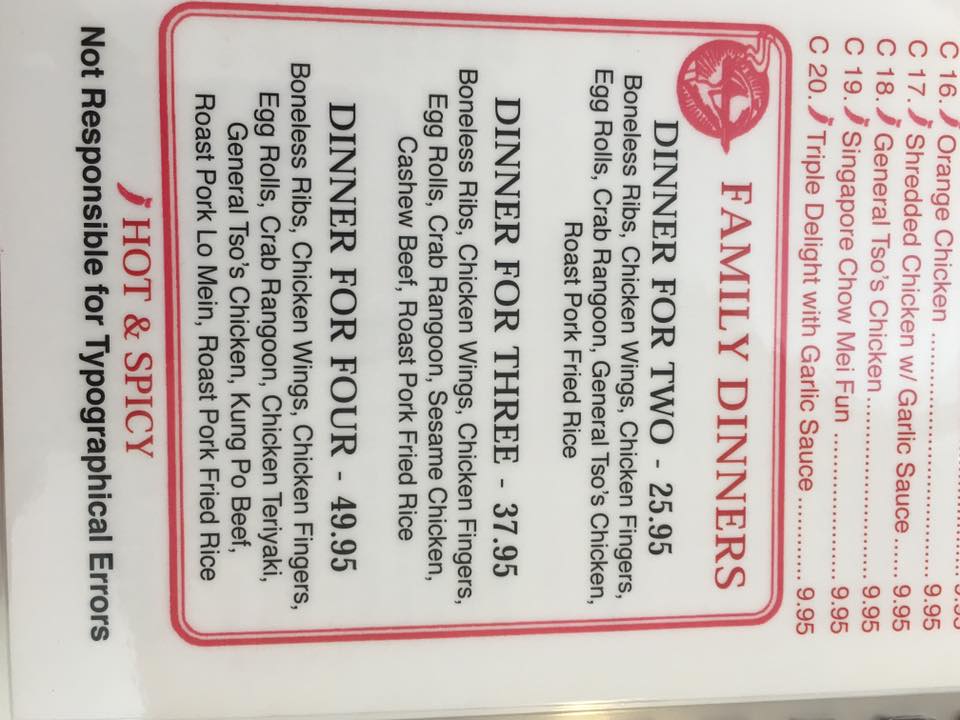 C 16. Orange Chicken ........................ 9.95
C 17. Shredded Chicken w/ Garlic Sauce ..... 9.95
C 18. General Tso's Chicken ........................ 9.95
C 19. Singapore Chow Mei Fun ................... 9.95
C 20. Triple Delight with Garlic Sauce ........... 9.95
FAMILY DINNERS
DINNER FOR TWO - 25.95
Boneless Ribs, Chicken Wings, Chicken Fingers,
Egg Rolls, Crab Rangoon, General Tso's Chicken,
Roast Pork Fried Rice
DINNER FOR THREE - 37.95
Boneless Ribs, Chicken Wings, Chicken Fingers,
Egg Rolls, Crab Rangoon, Sesame Chicken,
Cashew Beef, Roast Pork Fried Rice
DINNER FOR FOUR - 49.95
Boneless Ribs, Chicken Wings, Chicken Fingers,
Egg Rolls, Crab Rangoon, Chicken Teriyaki,
General Tso's Chicken, Kung Po Beef,
Roast Pork Lo Mein, Roast Pork Fried Rice
HOT & SPICY
Not Responsible for Typographical Errors